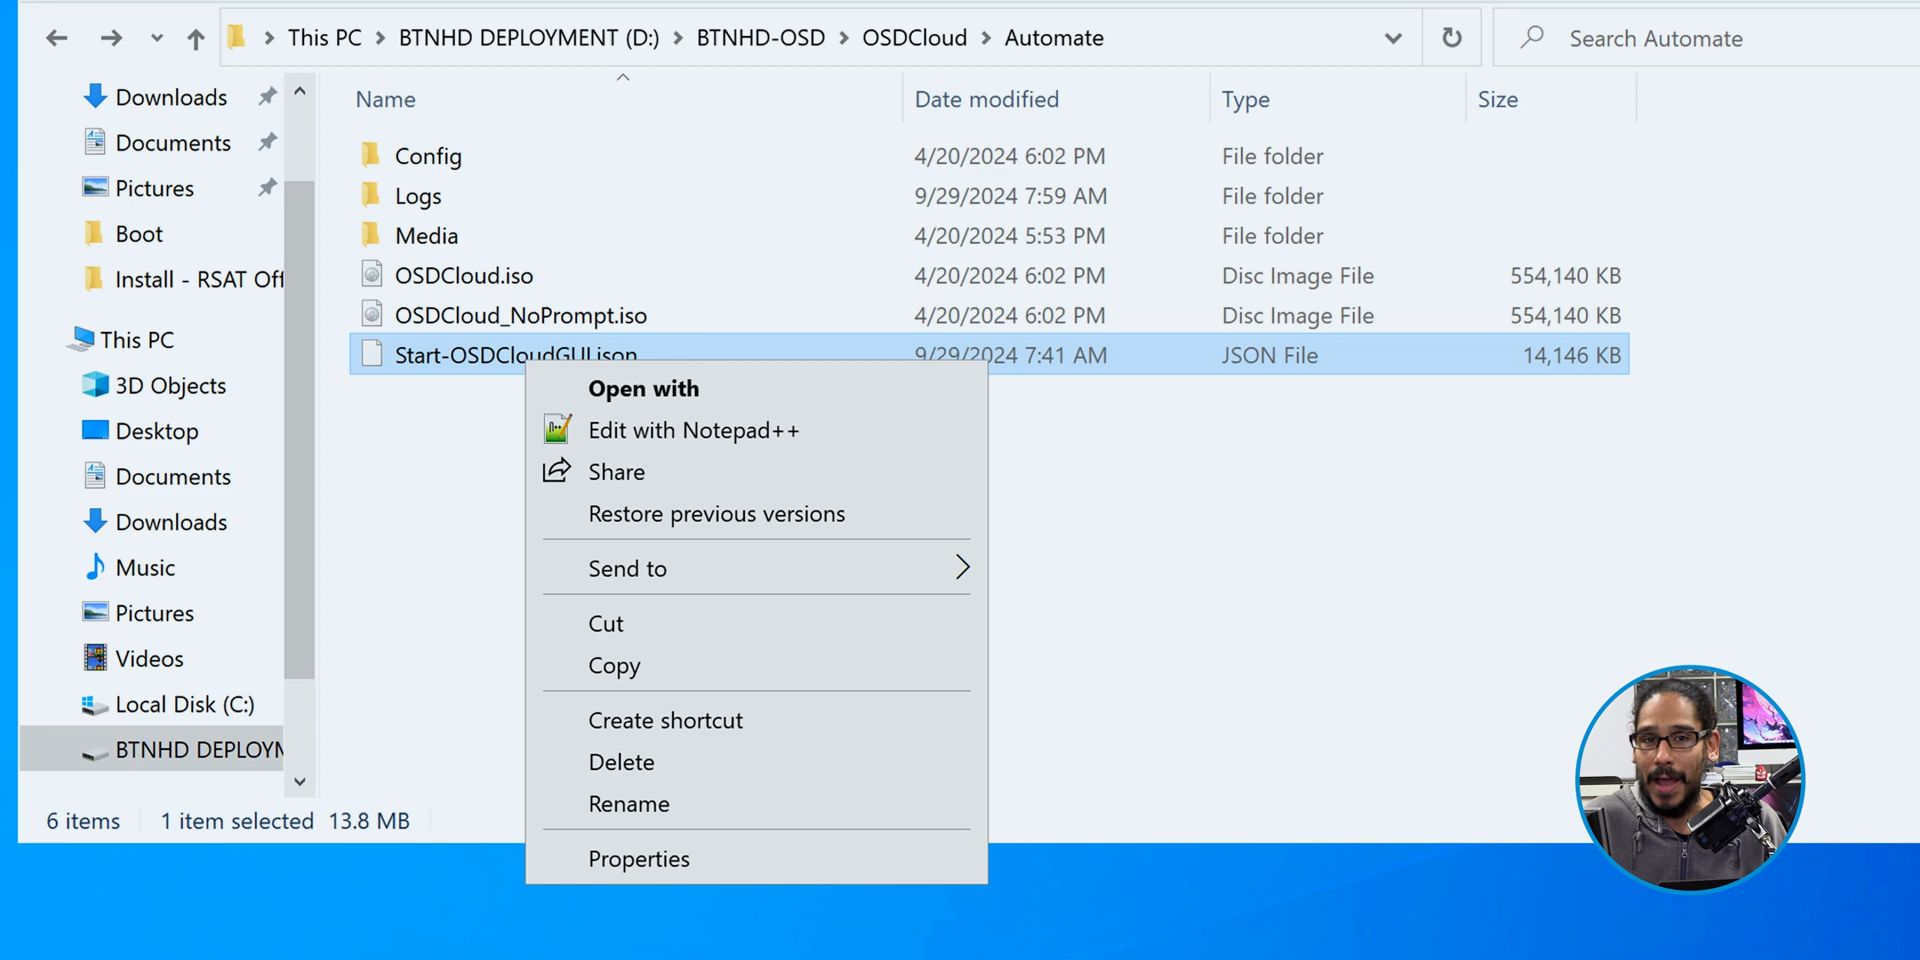 This PC > BTNHD DEPLOYMENT (D:) > BTNHD-OSD > OSDCloud > Automate
Search Automate
Downloads
Documents
Pictures
Boot
Install - RSAT Off
This PC
3D Objects
Desktop
Documents
Downloads
Music
Pictures
Videos
Local Disk (C:)
BTNHD DEPLOYM
Name Date modified Type Size
Config 4/20/2024 6:02 PM File folder
Logs 9/29/2024 7:59 AM File folder
Media 4/20/2024 5:53 PM File folder
OSDCloud.iso 4/20/2024 6:02 PM Disc Image File 554,140 KB
OSDCloud_NoPrompt.iso 4/20/2024 6:02 PM Disc Image File 554,140 KB
Start-OSDCloudGUI.json 9/29/2024 7:41 AM JSON File 14,146 KB
Open with
Edit with Notepad++
Share
Restore previous versions
Send to
Cut
Copy
Create shortcut
Delete
Rename
Properties
6 items 1 item selected 13.8 MB